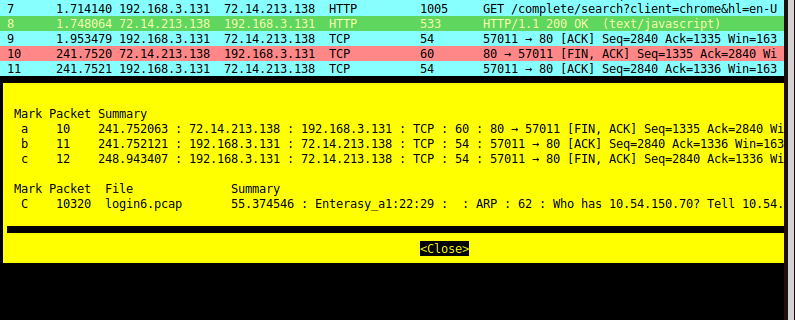 7 1.714140 192.168.3.131 72.14.213.138 HTTP 1005 GET /complete/search?client=chrome&hl=en-U
8 1.748064 72.14.213.138 192.168.3.131 HTTP 533 HTTP/1.1 200 OK (text/javascript)
9 1.953479 192.168.3.131 72.14.213.138 TCP 54 57011 → 80 [ACK] Seq=2840 Ack=1335 Win=163
10 241.7520 72.14.213.138 192.168.3.131 TCP 60 80 → 57011 [FIN, ACK] Seq=1335 Ack=2840 Wi
11 241.7521 192.168.3.131 72.14.213.138 TCP 54 57011 → 80 [ACK] Seq=2840 Ack=1336 Win=163
Mark Packet Summary
a 10 241.752063 : 72.14.213.138 : 192.168.3.131 : TCP : 60 : 80 → 57011 [FIN, ACK] Seq=1335 Ack=2840 Wi
b 11 241.752121 : 192.168.3.131 : 72.14.213.138 : TCP : 54 : 57011 → 80 [ACK] Seq=2840 Ack=1336 Win=163
c 12 248.943407 : 192.168.3.131 : 72.14.213.138 : TCP : 54 : 57011 → 80 [FIN, ACK] Seq=2840 Ack=1336 Wi
Mark Packet File Summary
C 10320 login6.pcap 55.374546 : Enterasy_a1:22:29 : : ARP : 62 : Who has 10.54.150.70? Tell 10.54.
<Close>